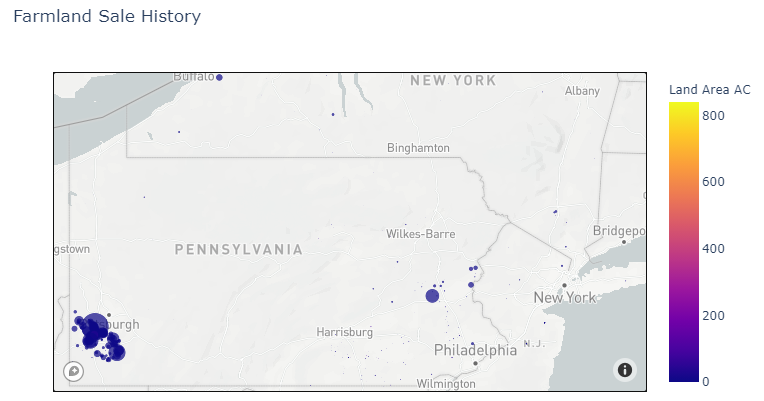 Farmland Sale History
Buffalo
NEW YORK
Albany
Land Area AC
800
Binghamton
600
Wilkes-Barre
Bridgepo
PENNSYLVANIA
gstown
400
New York
200
burgh
Harrisburg
N.J.
Philadelphia
Wilmington
0